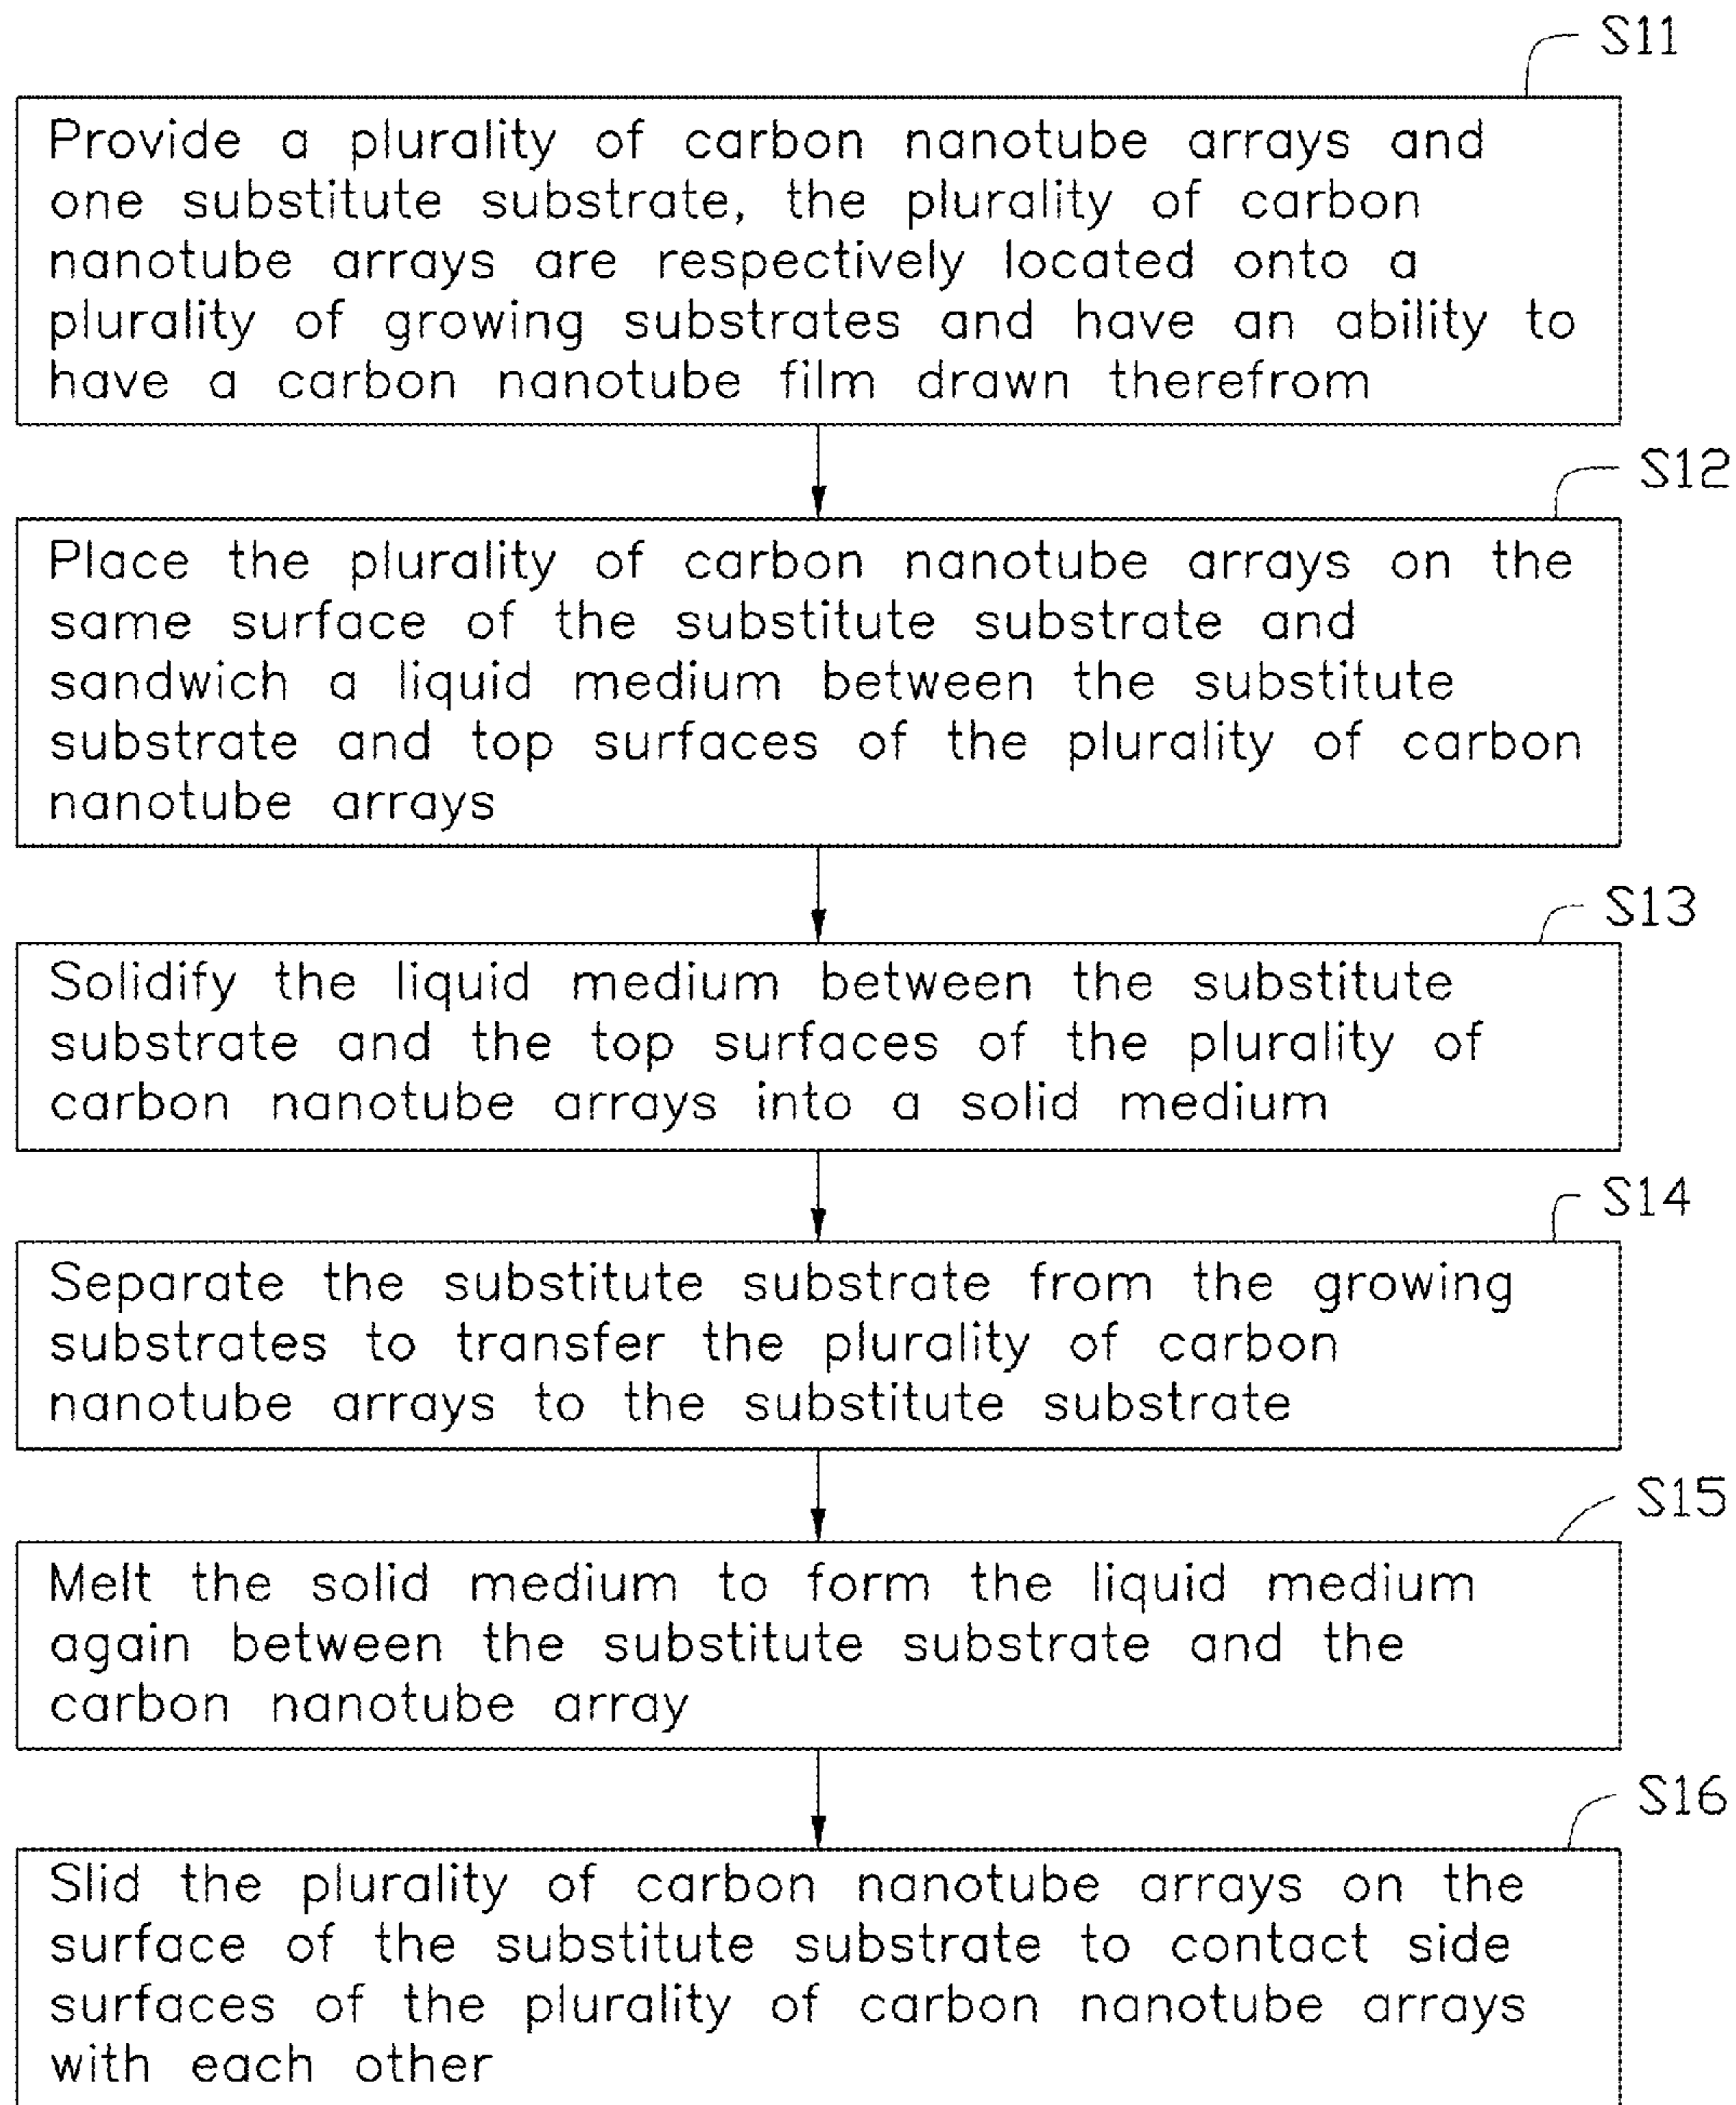 S11
Provide a plurality of carbon nanotube arrays and
one substitute substrate, the plurality of carbon
nanotube arrays are respectively located onto a
plurality of growing substrates and have an ability to
have a carbon nanotube film drawn therefrom
S12
Place the plurality of carbon nanotube arrays on the
same surface of the substitute substrate and
sandwich a liquid medium between the substitute
substrate and top surfaces of the plurality of carbon
nanotube arrays
S13
Solidify the liquid medium between the substitute
substrate and the top surfaces of the plurality of
carbon nanotube arrays into a solid medium
S14
Separate the substitute substrate from the growing
substrates to transfer the plurality of carbon
nanotube arrays to the substitute substrate
S15
Melt the solid medium to form the liquid medium
again between the substitute substrate and the
carbon nanotube array
S16
Slid the plurality of carbon nanotube arrays on the
surface of the substitute substrate to contact side
surfaces of the plurality of carbon nanotube arrays
with each other